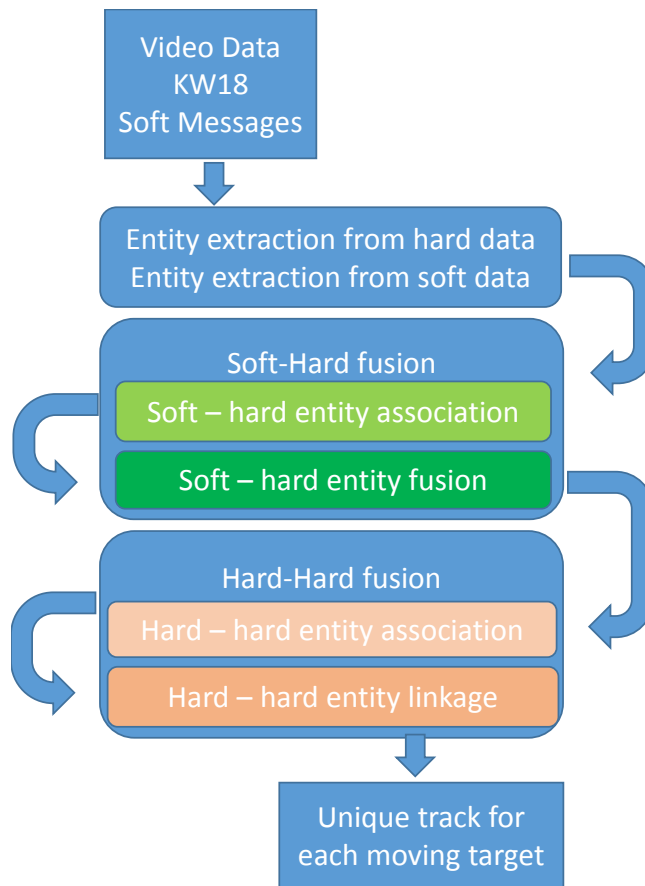 Video Data
KW18
Soft Messages
Entity extraction from hard data
Entity extraction from soft data
Soft-Hard fusion
Soft – hard entity association
Soft – hard entity fusion
Hard-Hard fusion
Hard – hard entity association
Hard – hard entity linkage
Unique track for
each moving target